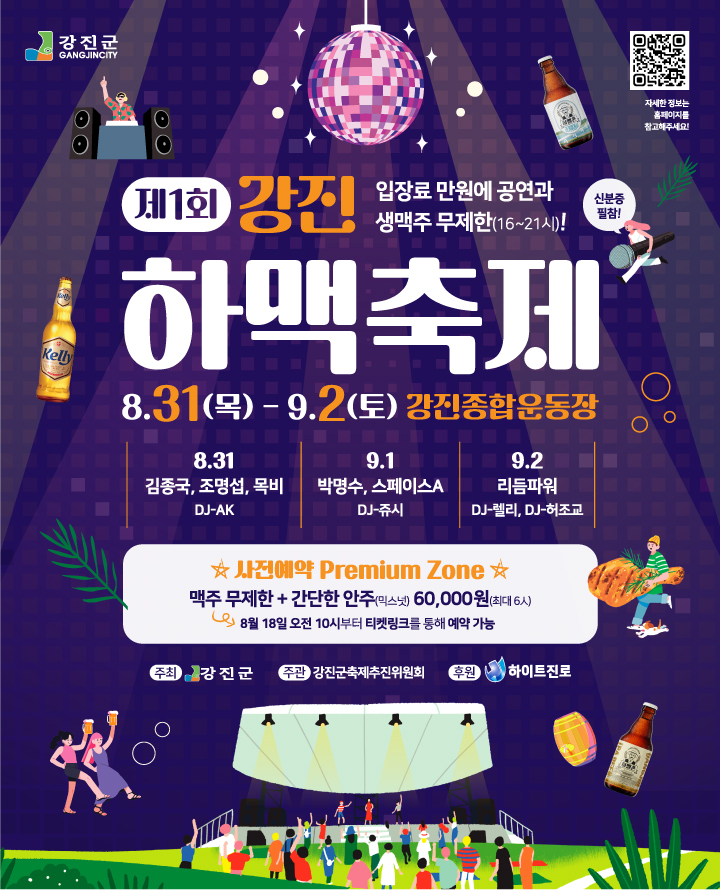 강진군
GANGJINCITY
자세한 정보는
홈페이지를
참고해주세요!
제1회 강진
입장료 만원에 공연과
생맥주 무제한(16~21시)!
신분증
필참!
하맥축제
Kelly
Kelly
8.31(목) – 9.2(토) 강진종합운동장
8.31
김종국, 조명섭, 목비
DJ-AK
9.1
박명수, 스페이스A
DJ-쥬시
9.2
리듬파워
DJ-렐리, DJ-허조교
사전예약 Premium Zone
맥주 무제한 + 간단한 안주(믹스넛) 60,000원(최대 6시)
8월 18일 오전 10시부터 티켓링크를 통해 예약 가능
주최 강진군
주관 강진군축제추진위원회
후원 하이트진로